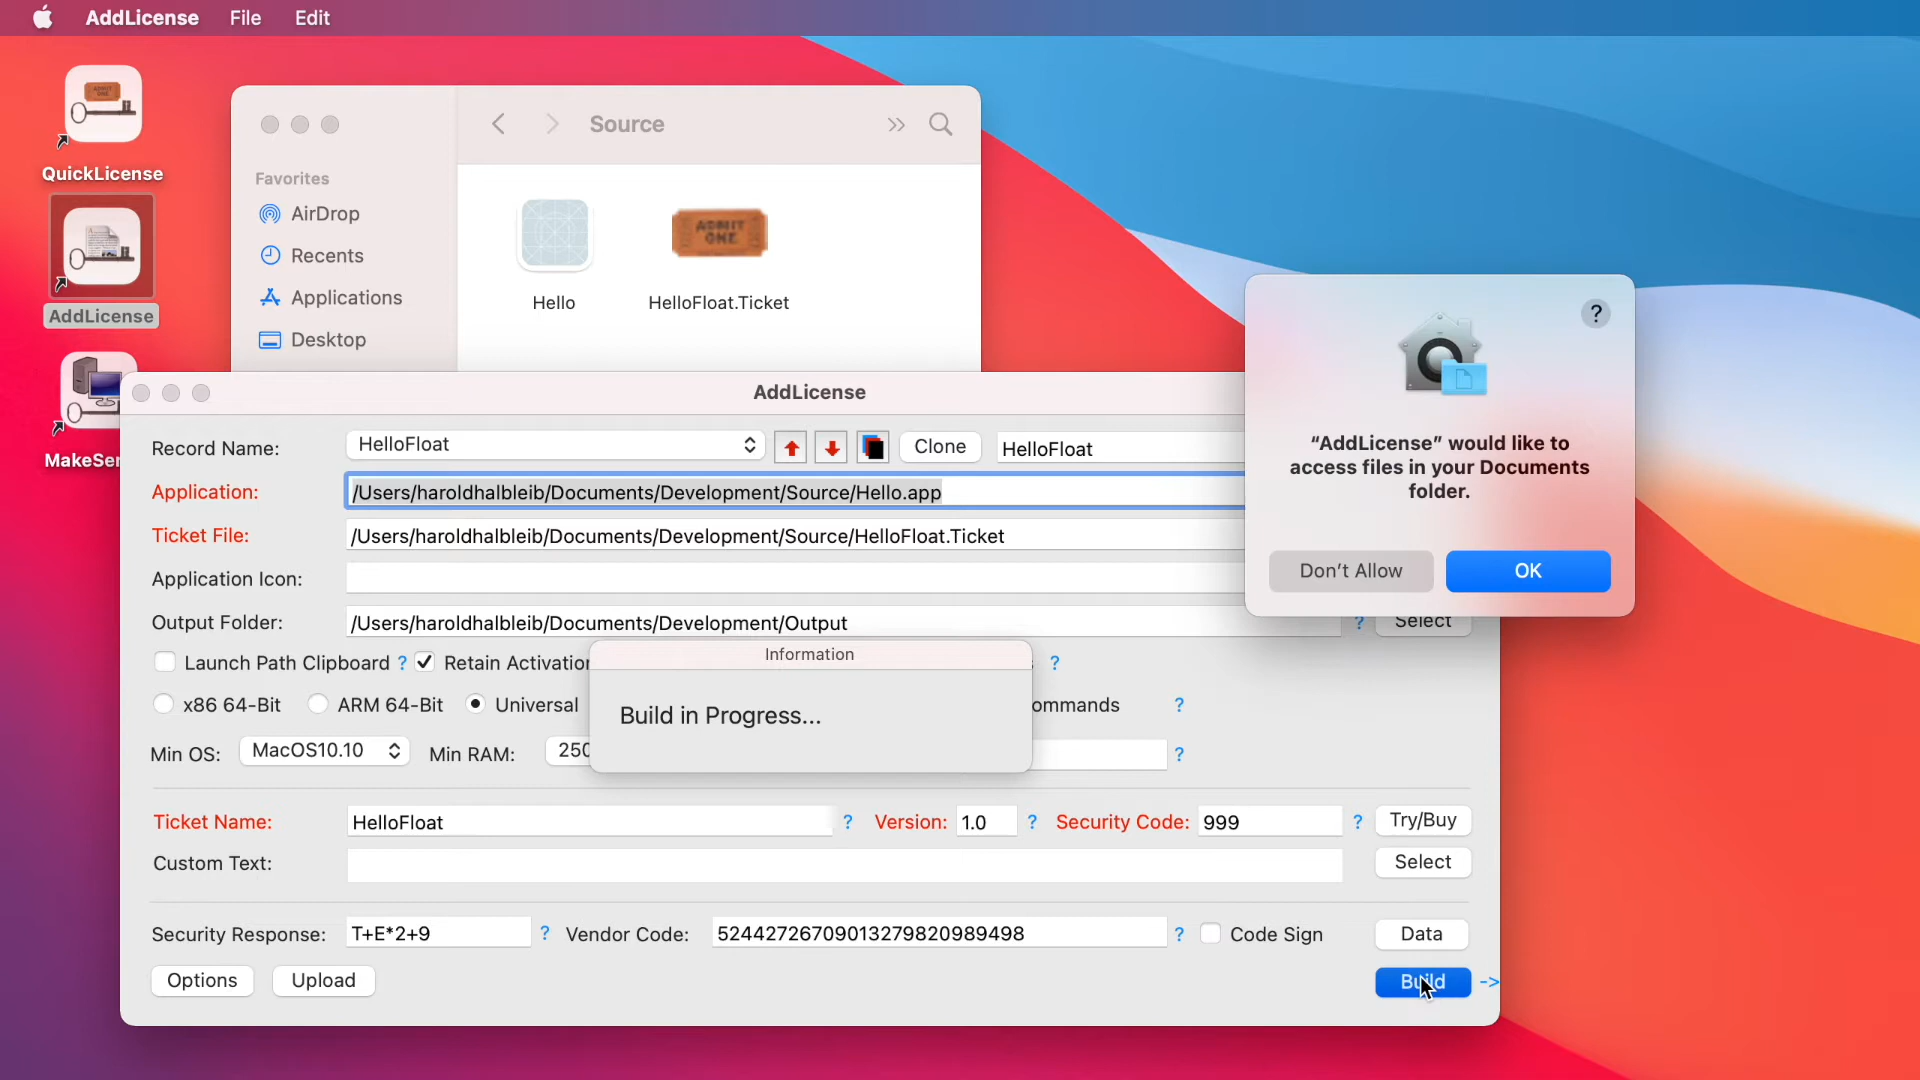 AddLicense File Edit
QuickLicense
AddLicense
Source
Favorites
AirDrop
Recents
Applications
Desktop
ADMIT
ONE
Hello
HelloFloat.Ticket
AddLicense
Record Name: HelloFloat Clone HelloFloat
Application: /Users/haroldhalbleib/Documents/Development/Source/Hello.app
Ticket File: /Users/haroldhalbleib/Documents/Development/Source/HelloFloat.Ticket
Application Icon:
Output Folder: /Users/haroldhalbleib/Documents/Development/Output ? Select
Launch Path Clipboard ? Retain Activation ?
x86 64-Bit ARM 64-Bit Universal ommands ?
Min OS: MacOS10.10 Min RAM: 250 ?
Information
Build in Progress...
Ticket Name: HelloFloat ? Version: 1.0 ? Security Code: 999 ? Try/Buy
Custom Text: Select
Security Response: T+E*2+9 ? Vendor Code: 52442726709013279820989498 ? Code Sign Data
Options Upload Build ->
?
“AddLicense” would like to
access files in your Documents
folder.
Don’t Allow OK